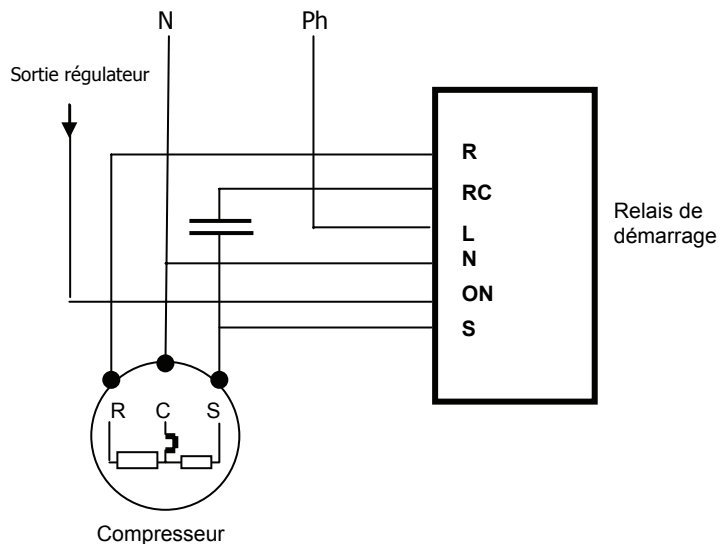 N
Ph
Sortie régulateur
R
RC
L
N
ON
S
Relais de
démarrage
R C S
Compresseur